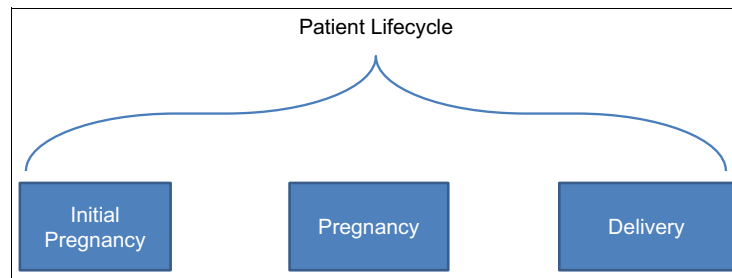 Patient Lifecycle
Initial
Pregnancy
Pregnancy
Delivery